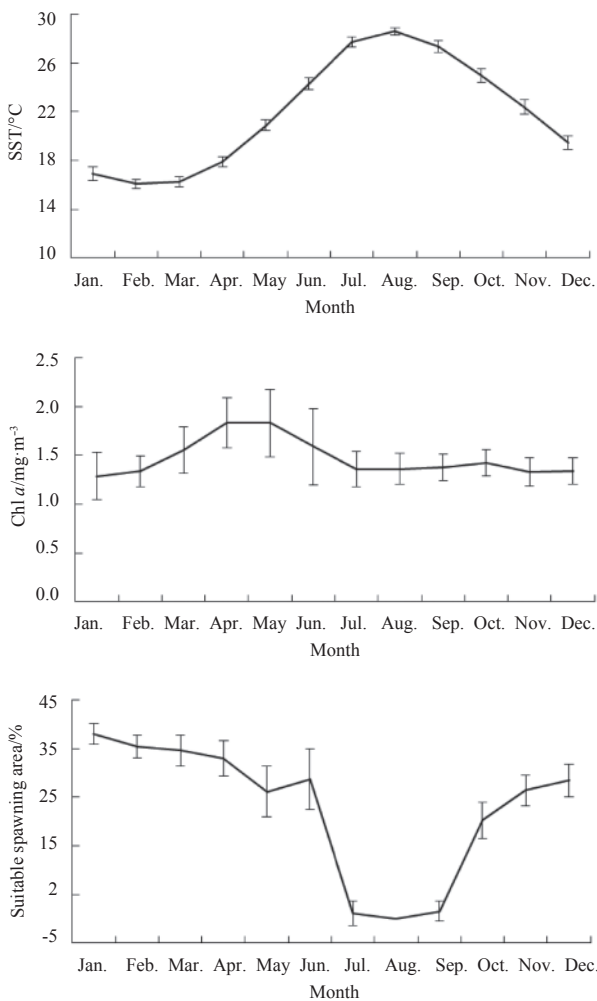 30
26
22
18
14
10
SST/°C
Jan. Feb. Mar. Apr. May Jun. Jul. Aug. Sep. Oct. Nov. Dec.
Month
2.5
2.0
1.5
1.0
0.5
0.0
Chl a/mg·m⁻³
Jan. Feb. Mar. Apr. May Jun. Jul. Aug. Sep. Oct. Nov. Dec.
Month
45
35
25
15
2
-5
Suitable spawning area/%
Jan. Feb. Mar. Apr. May Jun. Jul. Aug. Sep. Oct. Nov. Dec.
Month